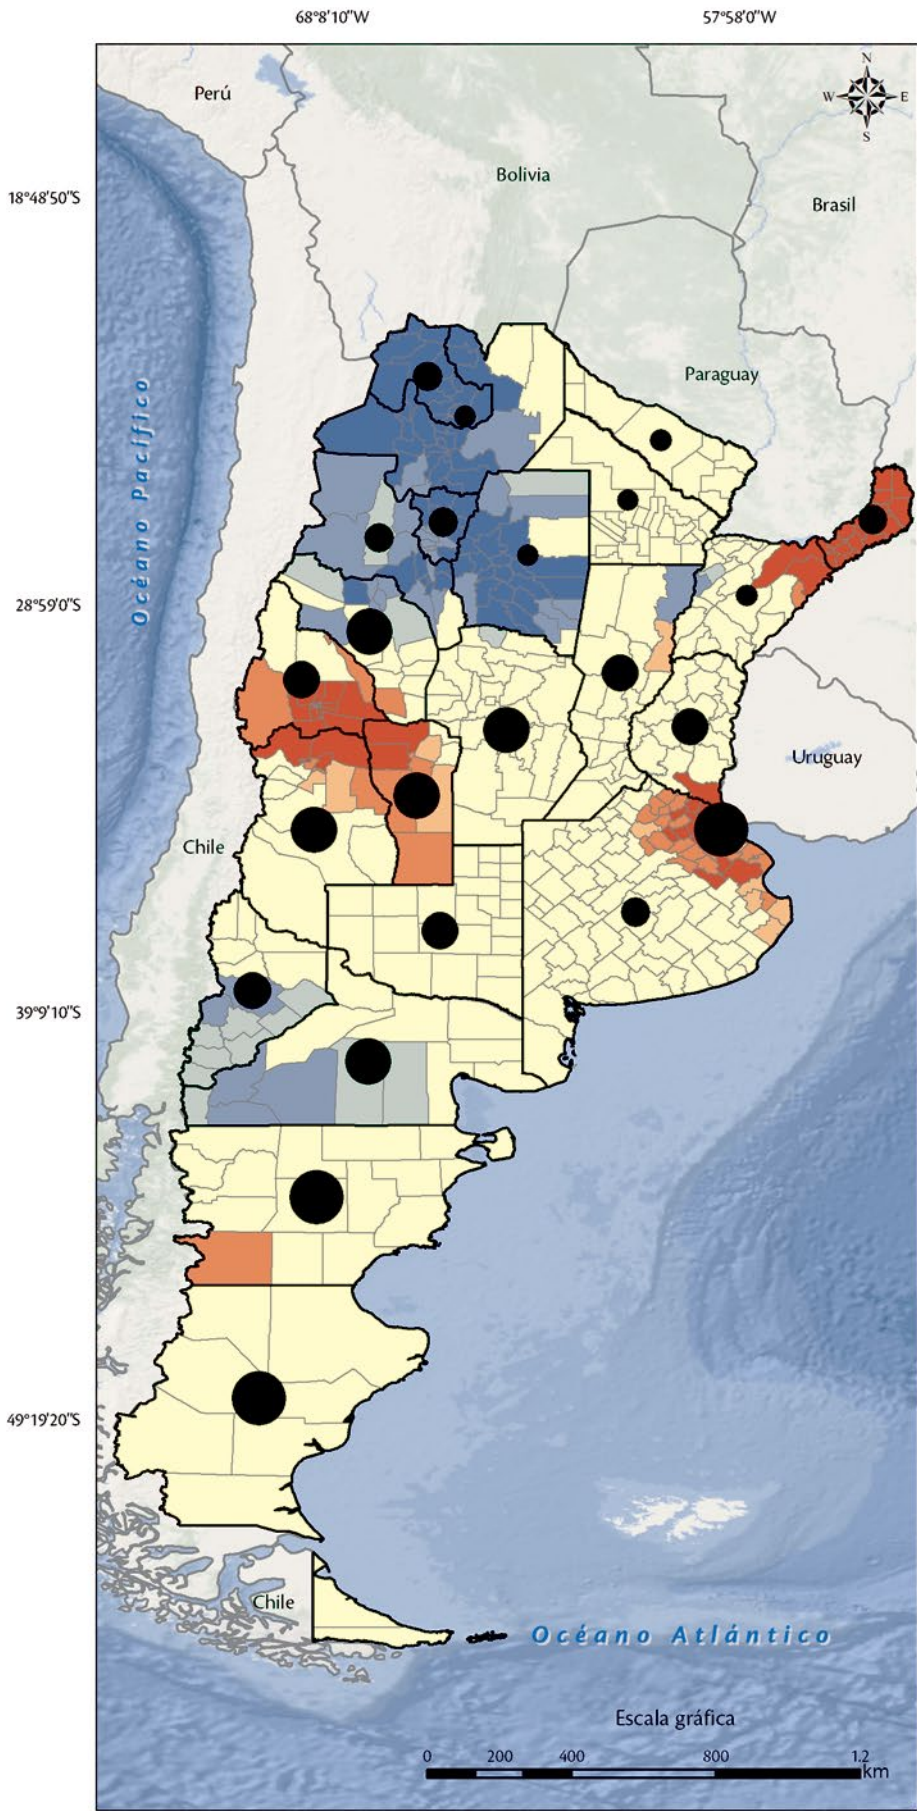 68°8'10"W
57°58'0"W
N
W
E
S
Perú
Bolivia
Brasil
18°48'50"S
Paraguay
Océano Pacífico
28°59'0"S
Uruguay
Chile
39°9'10"S
49°19'20"S
Chile
Océano Atlántico
Escala gráfica
0 200 400 800 1.2
km